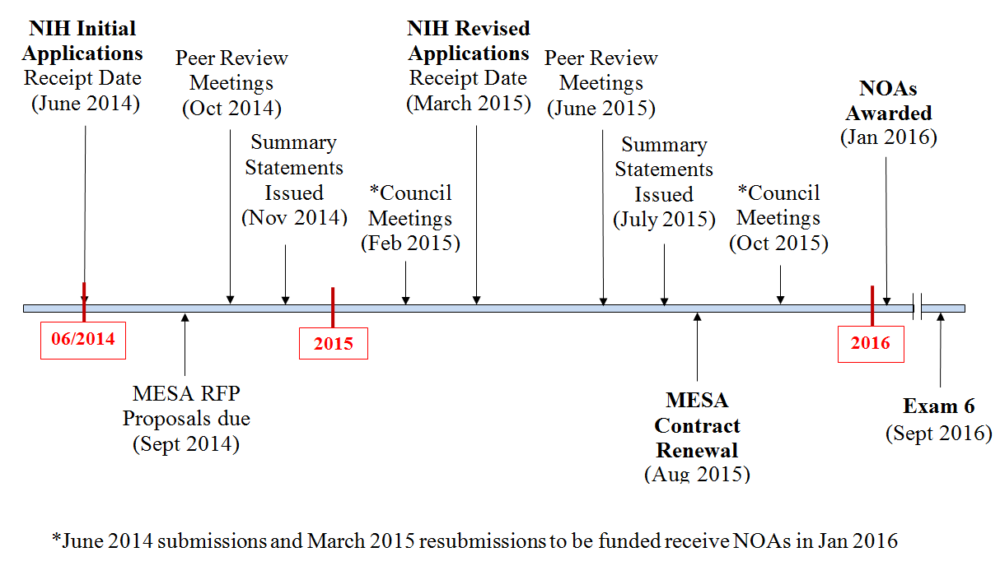 NIH Initial
Applications
Receipt Date
(June 2014)
Peer Review
Meetings
(Oct 2014)
Summary
Statements
Issued
(Nov 2014)
*Council
Meetings
(Feb 2015)
NIH Revised
Applications
Receipt Date
(March 2015)
Peer Review
Meetings
(June 2015)
Summary
Statements
Issued
(July 2015)
*Council
Meetings
(Oct 2015)
NOAs
Awarded
(Jan 2016)
06/2014
2015
2016
MESA RFP
Proposals due
(Sept 2014)
MESA
Contract
Renewal
(Aug 2015)
Exam 6
(Sept 2016)
*June 2014 submissions and March 2015 resubmissions to be funded receive NOAs in Jan 2016